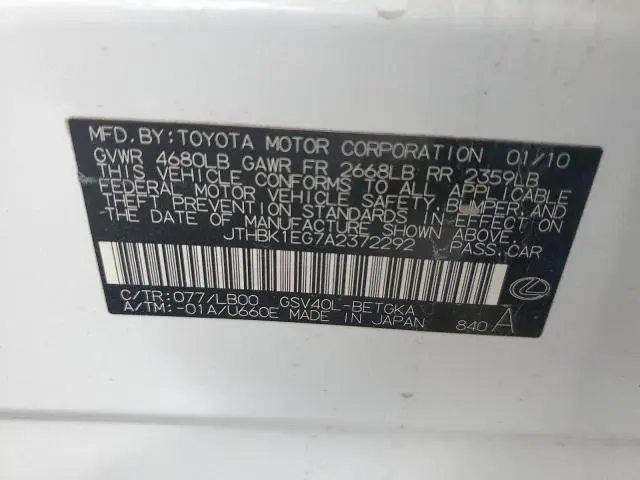 MFD. BY: TOYOTA MOTOR CORPORATION 01/10
GVWR 4680LB GAWR FR 2668LB RR 2359LB
THIS VEHICLE CONFORMS TO ALL APPLICABLE
FEDERAL MOTOR VEHICLE SAFETY, BUMPER, AND
THEFT PREVENTION STANDARDS IN EFFECT ON
THE DATE OF MANUFACTURE SHOWN ABOVE.
JTHBK1EG7A2372292 PASS.CAR
C/TR: 077/LB00 GSV40L-BETGKA
A/TM: -01A/U660E MADE IN JAPAN 840 A